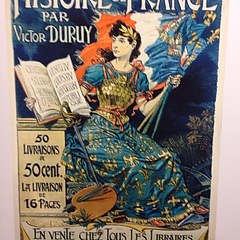 HISTOIRE DE FRANCE
PAR
VICTOR DURUY
50
LIVRAISONS
À
50 CENT.
LA LIVRAISON
DE
16 PAGES
EN VENTE CHEZ TOUS LES LIBRAIRES